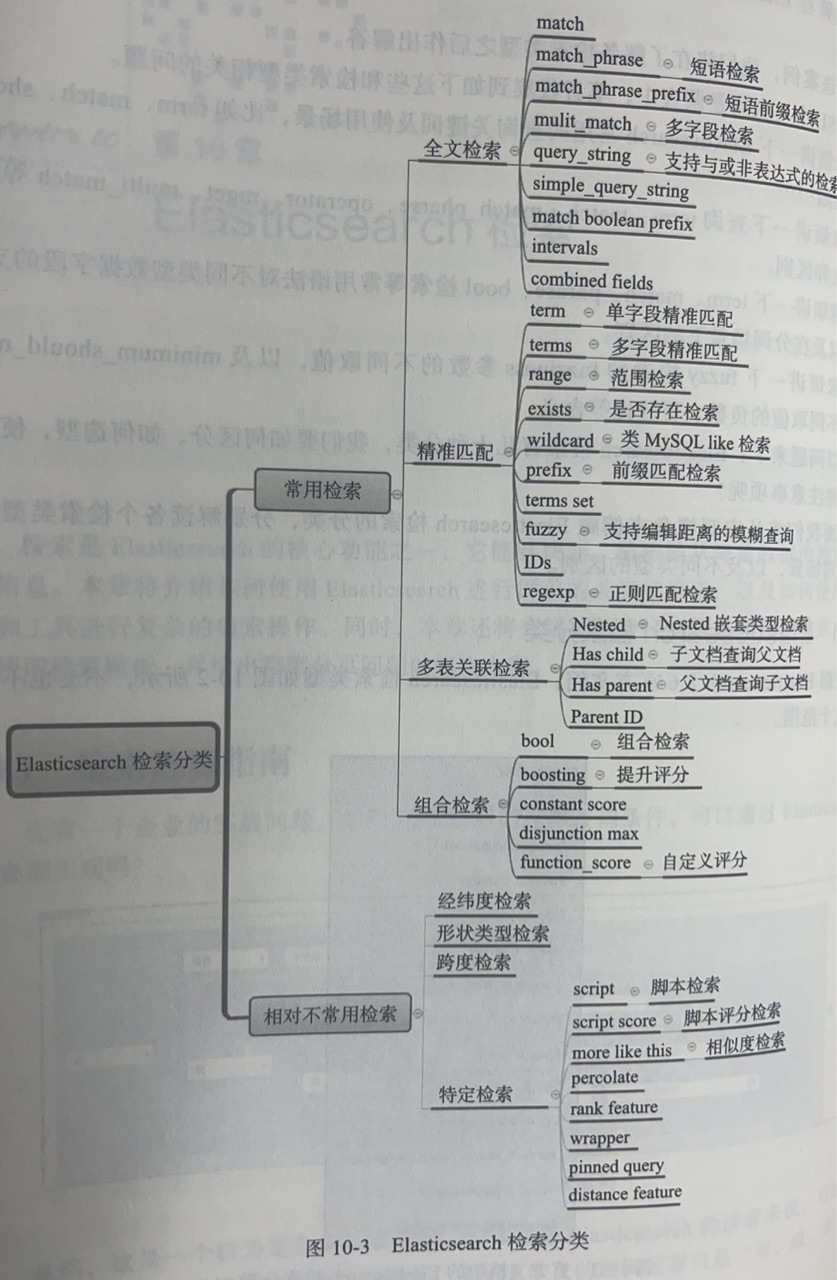 match
match_phrase 短语检索
match_phrase_prefix 短语前缀检索
mulit_match 多字段检索
全文检索
query_string 支持与或非表达式的检索
simple_query_string
match boolean prefix
intervals
combined fields
term 单字段精准匹配
terms 多字段精准匹配
range 范围检索
exists 是否存在检索
精准匹配
wildcard 类 MySQL like 检索
prefix 前缀匹配检索
常用检索
terms set
fuzzy 支持编辑距离的模糊查询
IDs
regexp 正则匹配检索
Nested Nested 嵌套类型检索
多表关联检索
Has child 子文档查询父文档
Has parent 父文档查询子文档
Parent ID
Elasticsearch 检索分类
bool 组合检索
boosting 提升评分
组合检索
constant score
disjunction max
function_score 自定义评分
经纬度检索
形状类型检索
跨度检索
相对不常用检索
script 脚本检索
script score 脚本评分检索
more like this 相似度检索
特定检索
percolate
rank feature
wrapper
pinned query
distance feature
图 10-3 Elasticsearch 检索分类